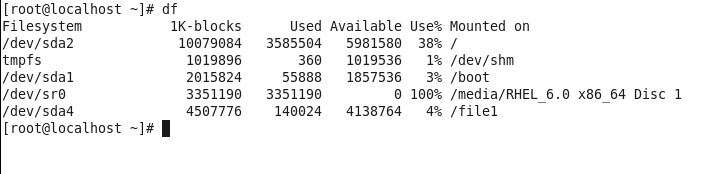 [root@localhost ~]# df
Filesystem           1K-blocks      Used Available Use% Mounted on
/dev/sda2             10079084   3585504   5981580  38% /
tmpfs                  1019896       360   1019536   1% /dev/shm
/dev/sda1              2015824     55888   1857536   3% /boot
/dev/sr0               3351190   3351190         0 100% /media/RHEL_6.0 x86_64 Disc 1
/dev/sda4              4507776    140024   4138764   4% /file1
[root@localhost ~]#